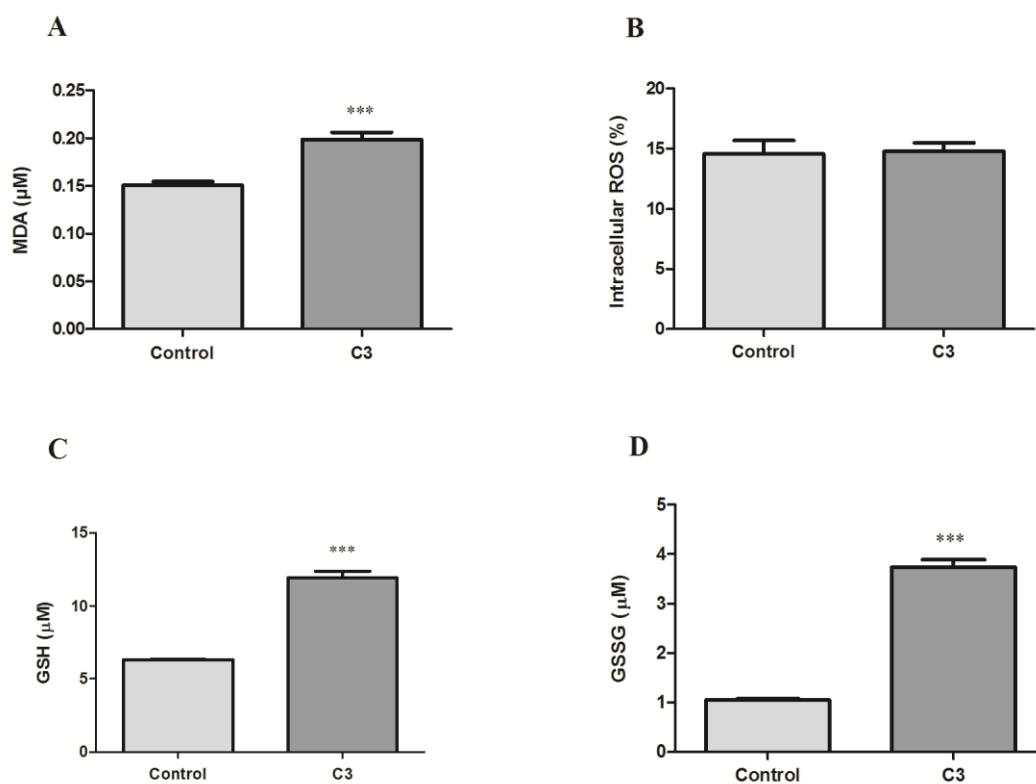 A
MDA (µM)
0.25
0.20
0.15
0.10
0.05
0.00
***
Control
C3
B
Intracellular ROS (%)
20
15
10
5
0
Control
C3
C
GSH (µM)
15
10
5
0
***
Control
C3
D
GSSG (µM)
5
4
3
2
1
0
***
Control
C3